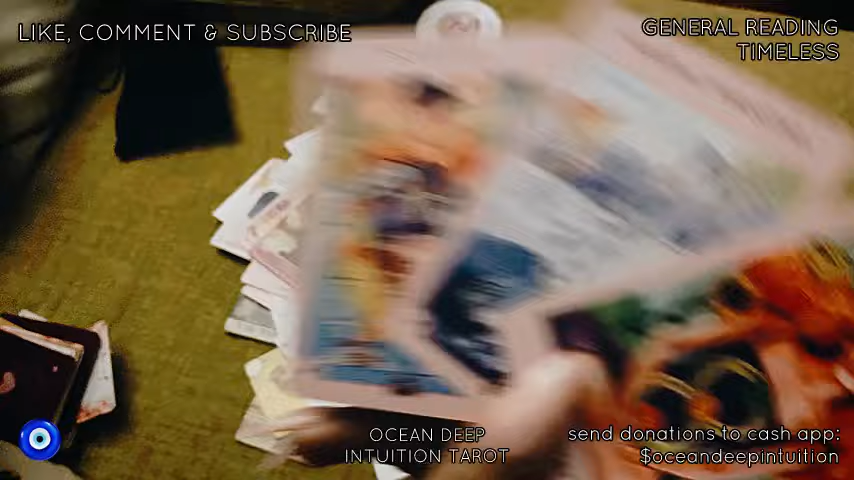 LIKE, COMMENT & SUBSCRIBE
GENERAL READING
TIMELESS
OCEAN DEEP
INTUITION TAROT
send donations to cash app:
$oceandeepintuition